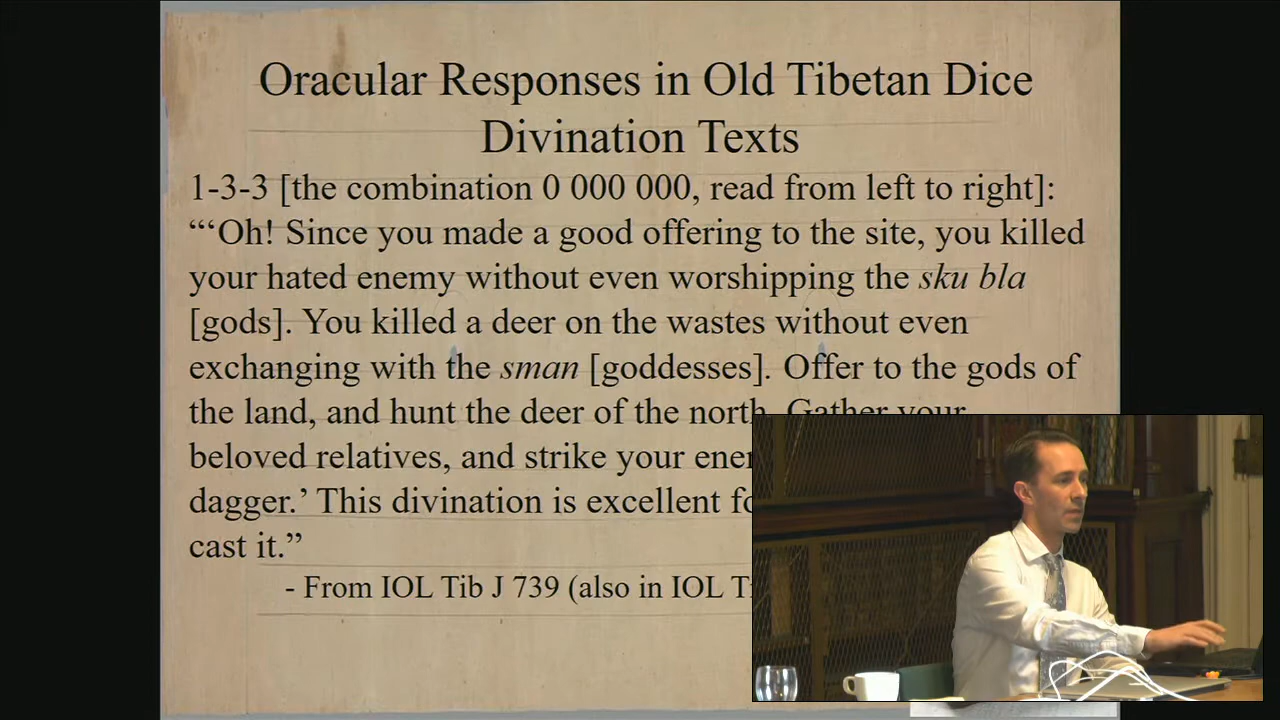 Oracular Responses in Old Tibetan Dice
Divination Texts
1-3-3 [the combination 0 000 000, read from left to right]:
“‘Oh! Since you made a good offering to the site, you killed
your hated enemy without even worshipping the sku bla
[gods]. You killed a deer on the wastes without even
exchanging with the sman [goddesses]. Offer to the gods of
the land, and hunt the deer of the north. Gather your
beloved relatives, and strike your
dagger.’ This divination is excellent
cast it.”
- From IOL Tib J 739 (also in IOL